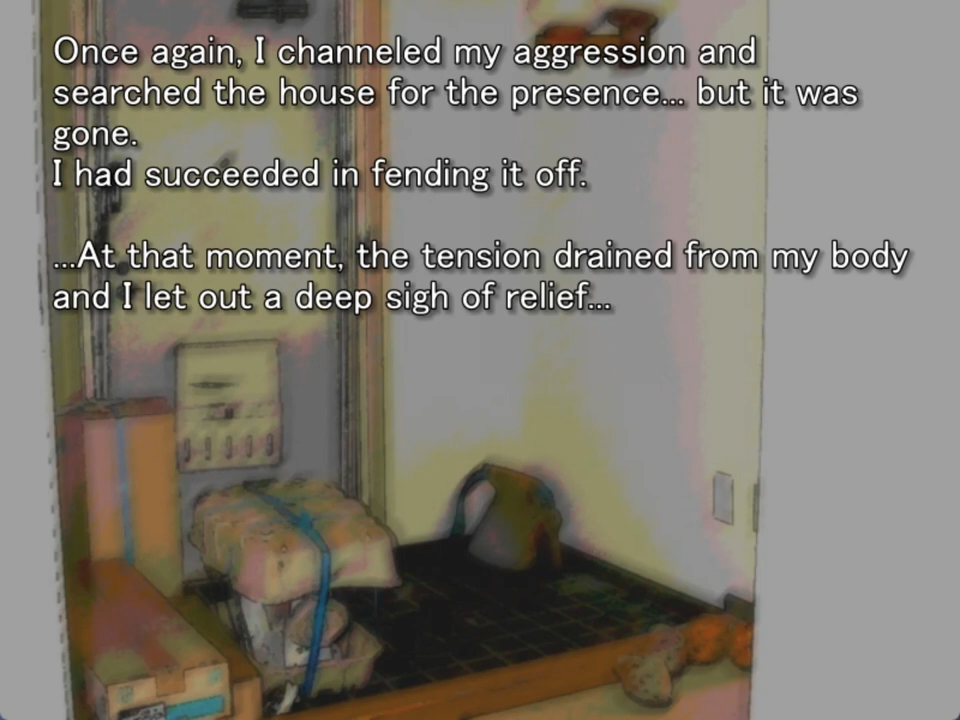 Once again, I channeled my aggression and
searched the house for the presence... but it was
gone.
I had succeeded in fending it off.
...At that moment, the tension drained from my body
and I let out a deep sigh of relief...